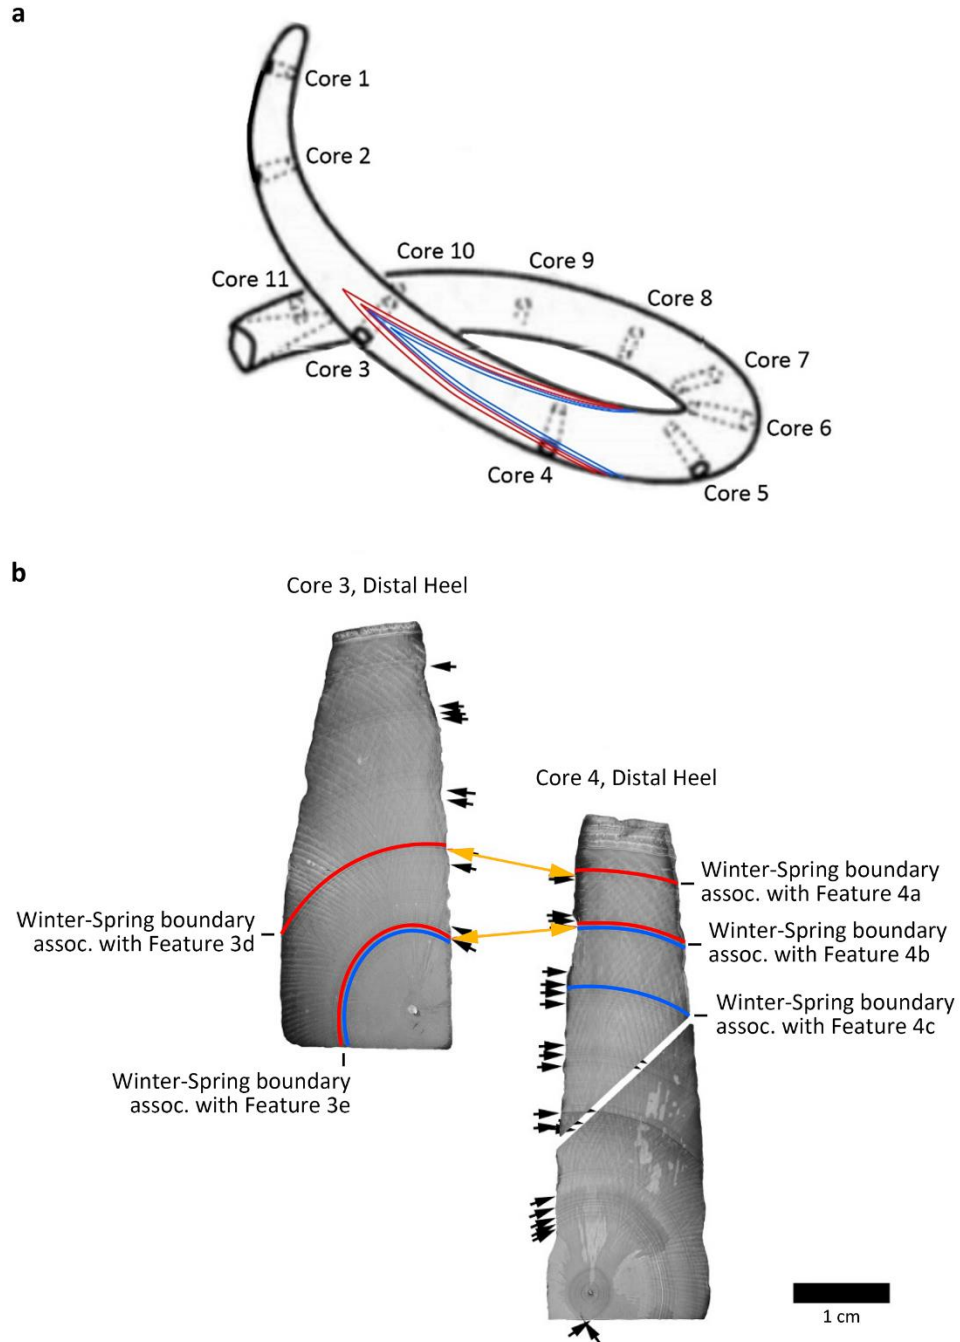 a
Core 1
Core 2
Core 10
Core 9
Core 11
Core 8
Core 7
Core 3
Core 6
Core 4
Core 5
b
Core 3, Distal Heel
Core 4, Distal Heel
Winter-Spring boundary
assoc. with Feature 4a
Winter-Spring boundary
assoc. with Feature 3d
Winter-Spring boundary
assoc. with Feature 4b
Winter-Spring boundary
assoc. with Feature 4c
Winter-Spring boundary
assoc. with Feature 3e
1 cm